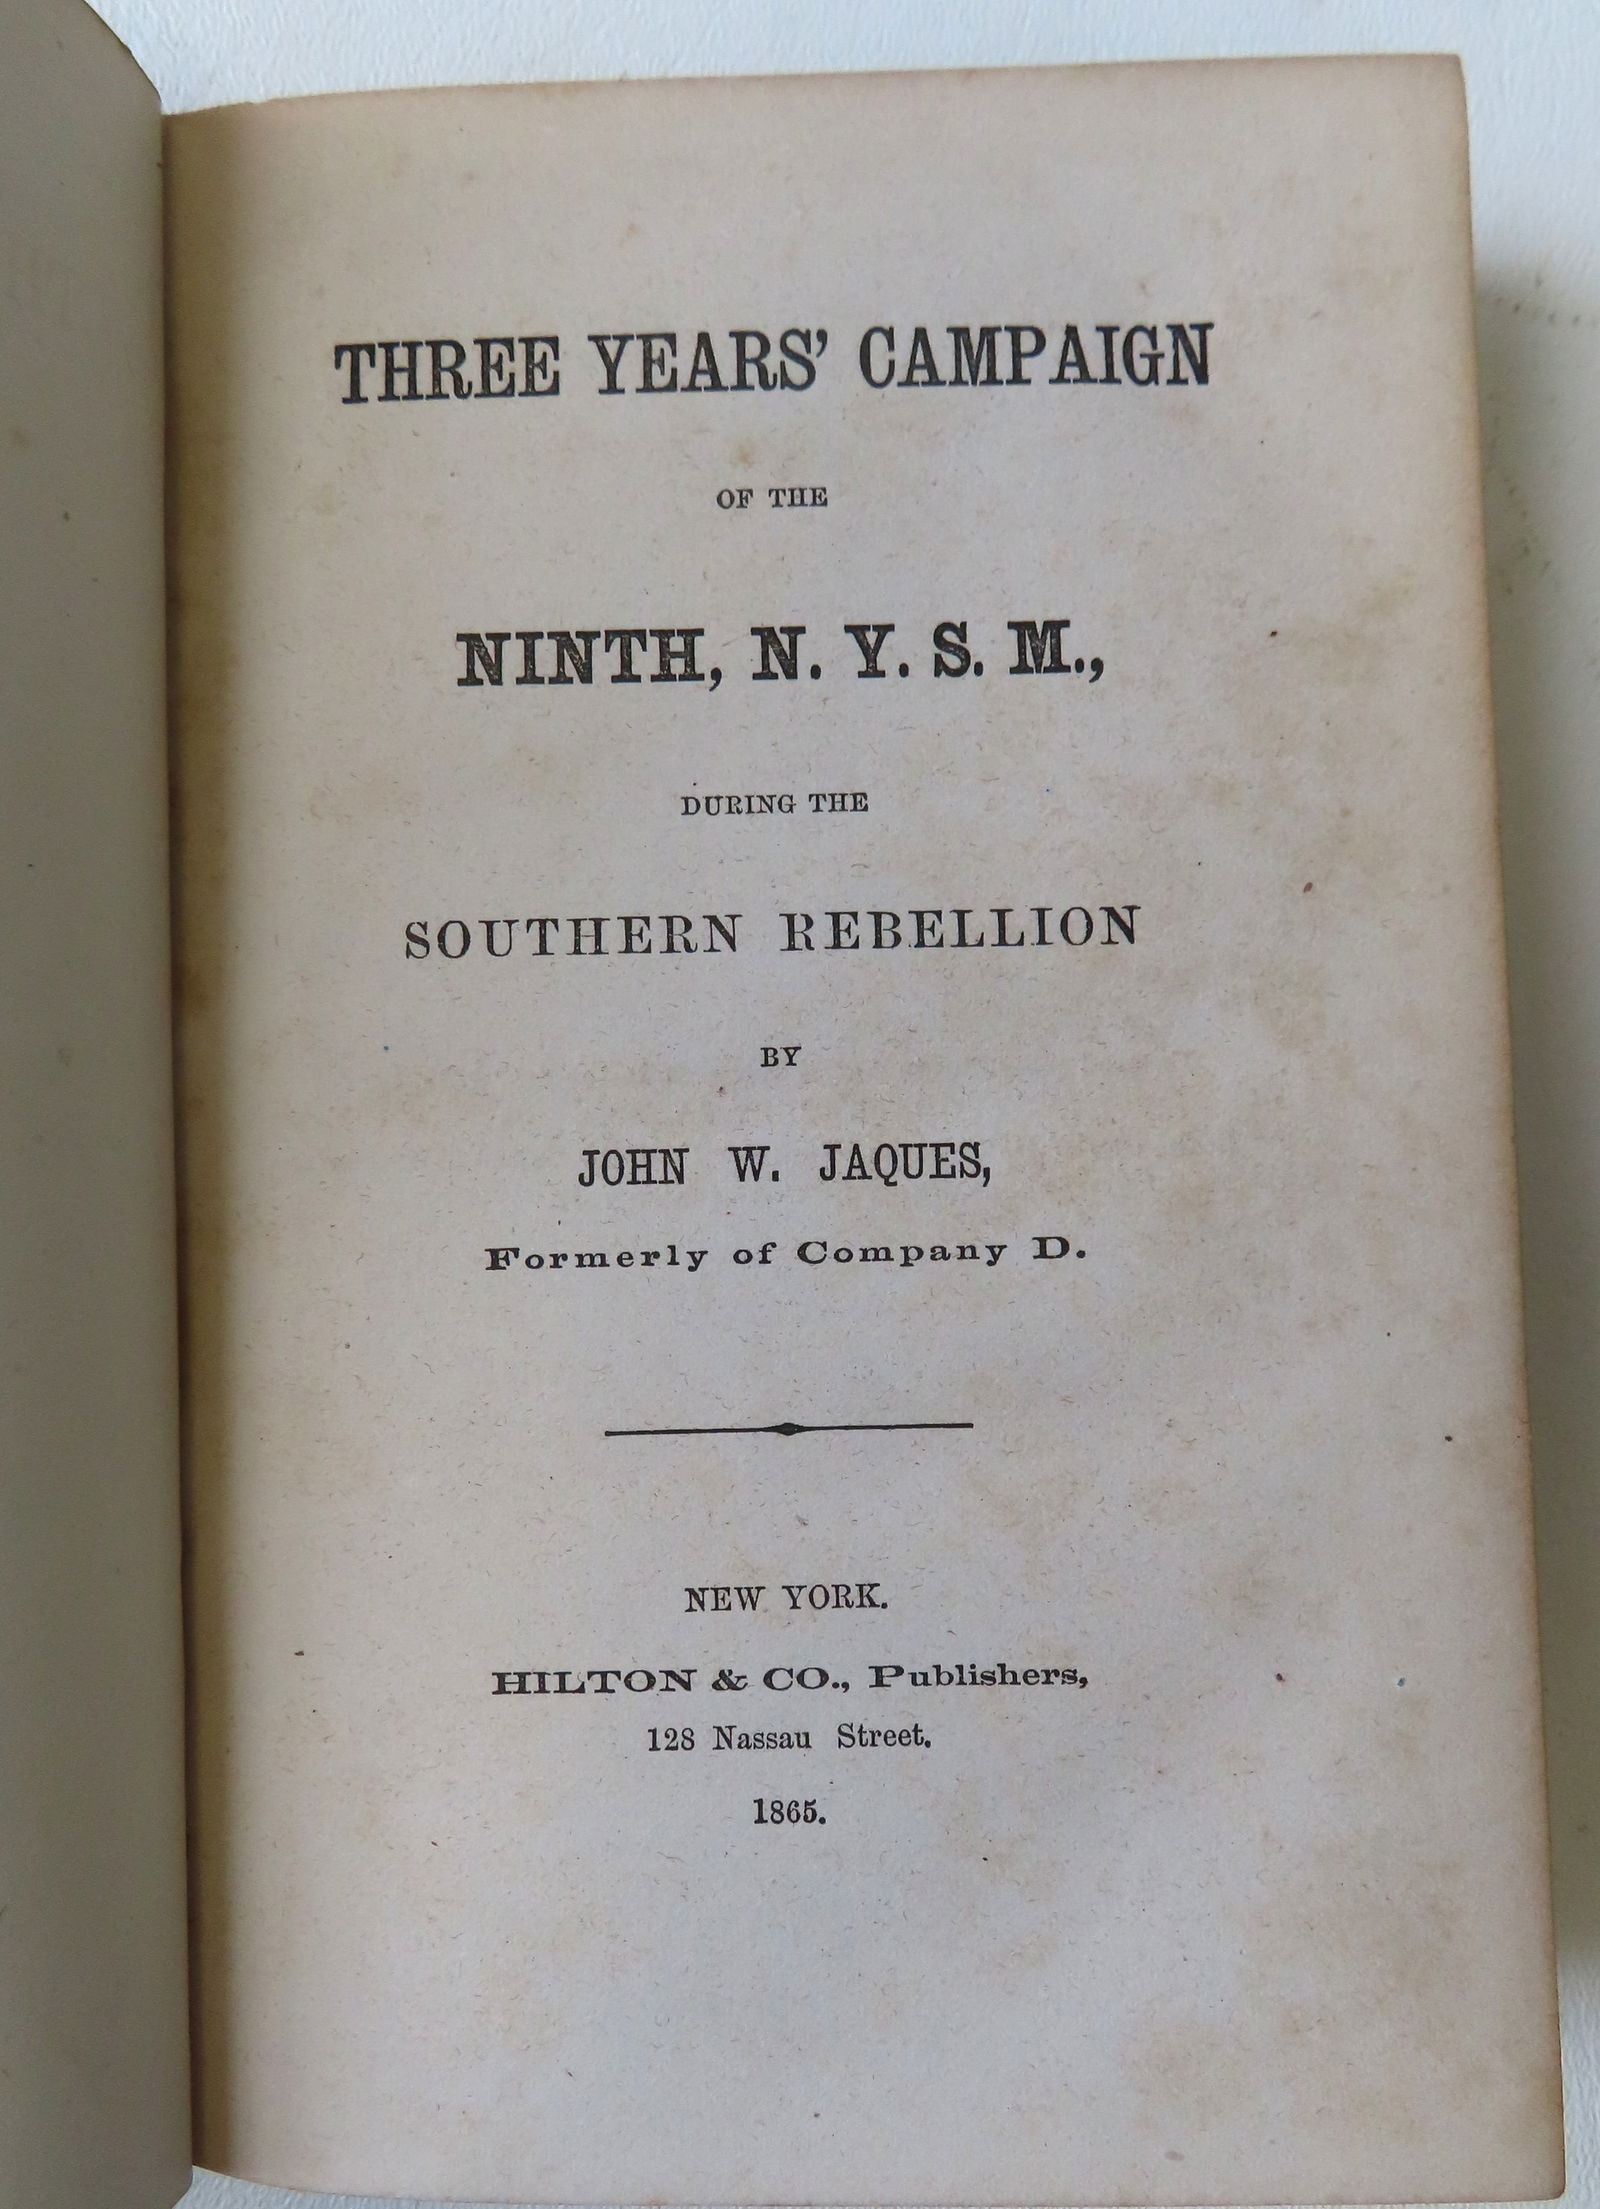 THREE YEARS' CAMPAIGN
OF THE
NINTH, N. Y. S. M.,
DURING THE
SOUTHERN REBELLION
BY
JOHN W. JAQUES,
Formerly of Company D.
NEW YORK.
HILTON & CO., Publishers,
128 Nassau Street.
1865.